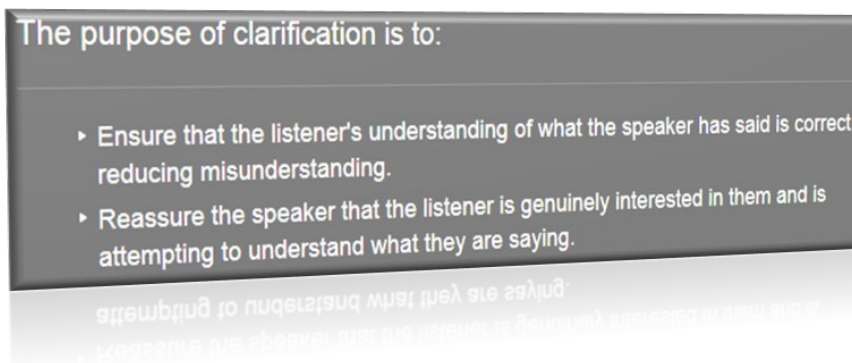 The purpose of clarification is to:
‣ Ensure that the listener's understanding of what the speaker has said is correct
reducing misunderstanding.
‣ Reassure the speaker that the listener is genuinely interested in them and is
attempting to understand what they are saying.